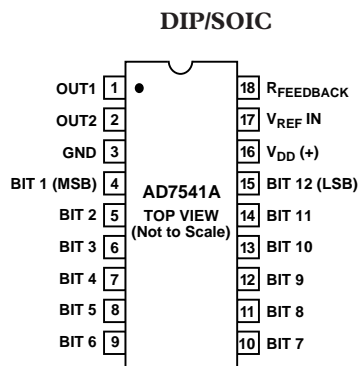 DIP/SOIC
OUT1 1 18 RFEEDBACK
OUT2 2 17 VREF IN
GND 3 16 VDD (+)
BIT 1 (MSB) 4 AD7541A 15 BIT 12 (LSB)
BIT 2 5 TOP VIEW 14 BIT 11
(Not to Scale)
BIT 3 6 13 BIT 10
BIT 4 7 12 BIT 9
BIT 5 8 11 BIT 8
BIT 6 9 10 BIT 7